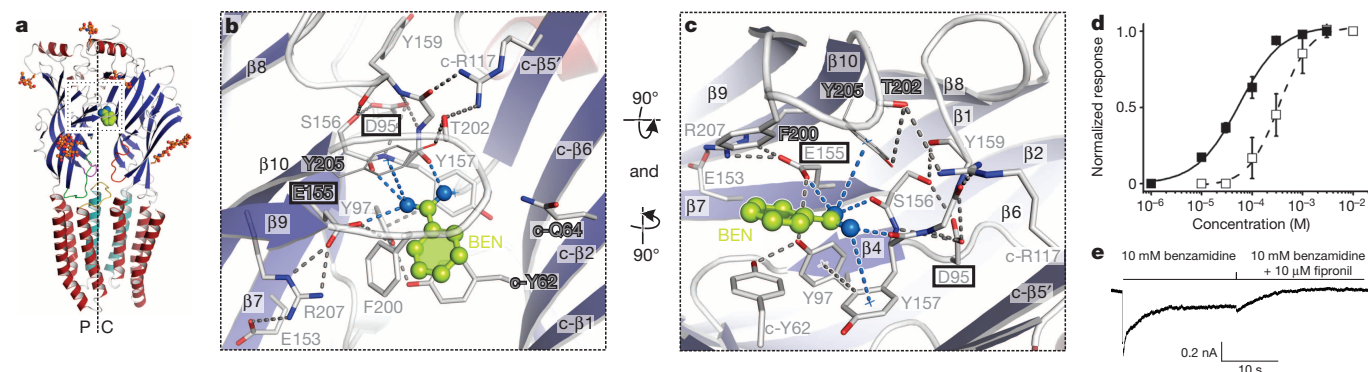 a
P C
b
Y159
c-R117
c-β5′
β8
S156
D95
T202
β10
Y205
Y157
c-β6
E155
Y97
β9
BEN
c-Q64
c-β2
β7
R207
F200
c-Y62
E153
c-β1
90°
and
90°
c
β10
T202
β9
Y205
β8
R207
F200
β1
Y159
E155
β2
E153
S156
β7
β6
BEN
β4
c-R117
D95
Y97
Y157
c-β5′
c-Y62
d
Normalized response
1.0
0.5
0
10⁻⁶ 10⁻⁵ 10⁻⁴ 10⁻³ 10⁻²
Concentration (M)
e
10 mM benzamidine
10 mM benzamidine
+ 10 μM fipronil
0.2 nA
10 s